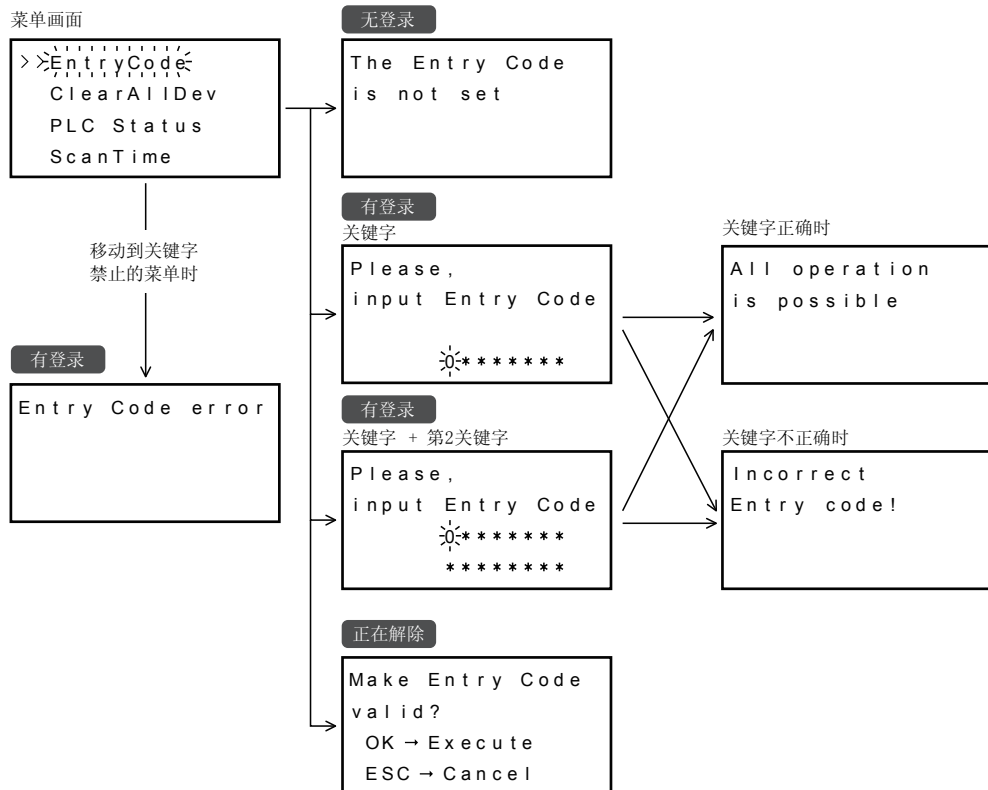 菜单画面
>>EntryCode
ClearAllDev
PLC Status
ScanTime
移动到关键字
禁止的菜单时
有登录
Entry Code error
无登录
The Entry Code
is not set
有登录
关键字
Please,
input Entry Code
0*******
有登录
关键字 + 第2关键字
Please,
input Entry Code
0*******
********
正在解除
Make Entry Code
valid?
OK→Execute
ESC→Cancel
关键字正确时
All operation
is possible
关键字不正确时
Incorrect
Entry code!